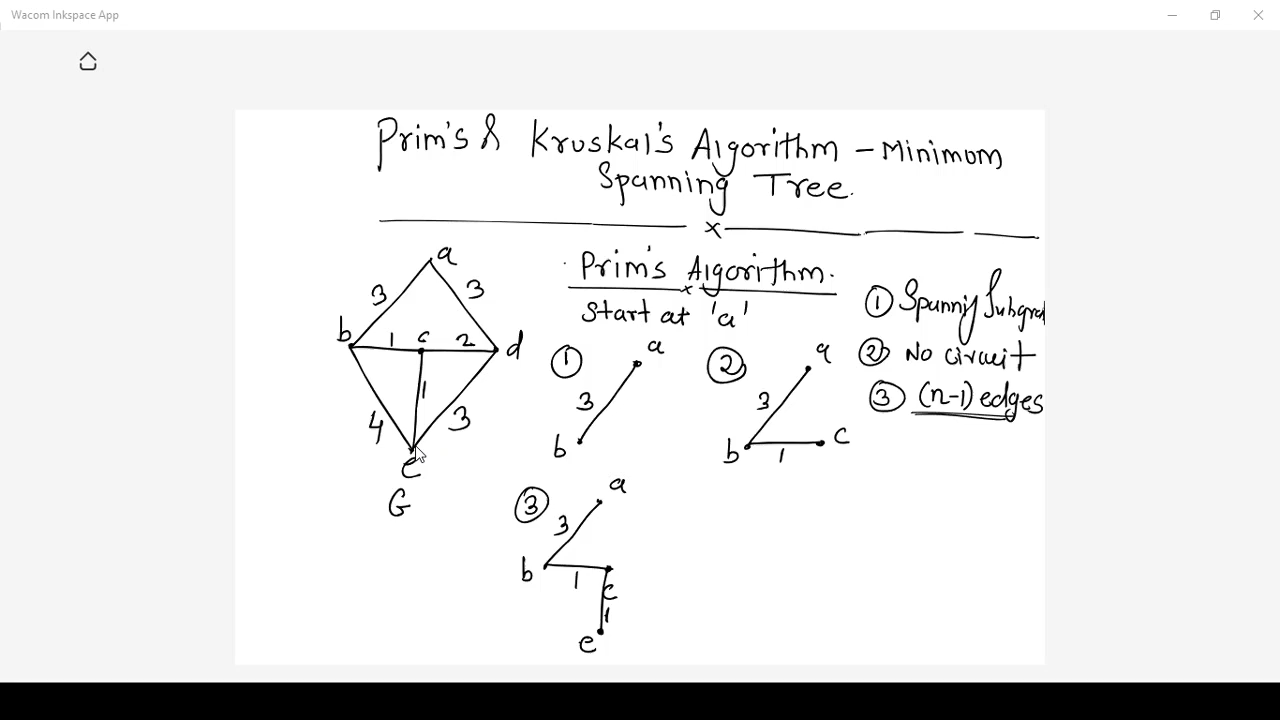 Wacom Inkspace App
Prim's & Kruskal's Algorithm - Minimum
Spanning Tree.
x
Prim's Algorithm.
x
Start at 'a'
① Spanning Subgra
② No circuit
③ (n-1) edges
a
3
3
b
1
c
2
d
1
4
3
e
G
①
a
3
b
②
a
3
b
1
c
③
a
3
b
1
c
1
e